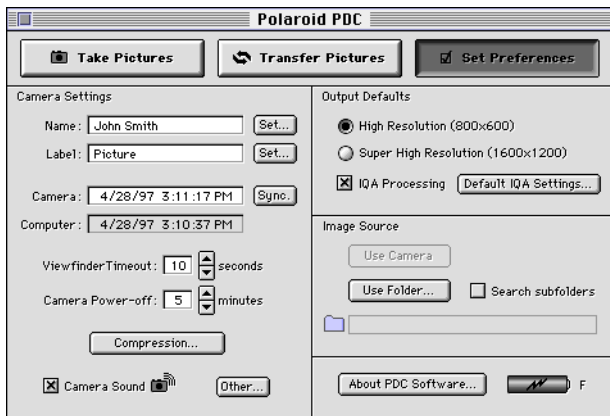 Polaroid PDC
Take Pictures
Transfer Pictures
Set Preferences
Camera Settings
Name: John Smith Set...
Label: Picture Set...
Camera: 4/28/97 3:11:17 PM Sync.
Computer: 4/28/97 3:10:37 PM
ViewfinderTimeout: 10 seconds
Camera Power-off: 5 minutes
Compression...
Camera Sound Other...
Output Defaults
High Resolution (800x600)
Super High Resolution (1600x1200)
IQA Processing Default IQA Settings...
Image Source
Use Camera
Use Folder... Search subfolders
About PDC Software... F